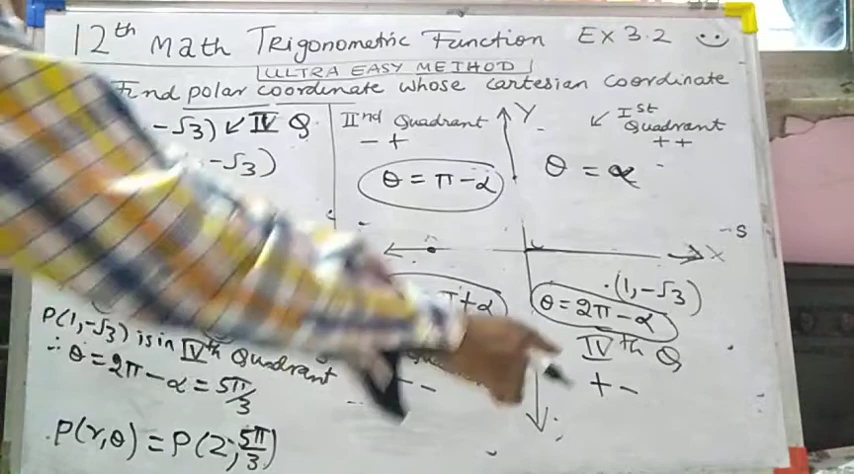 12th Math Trigonometric Function EX 3.2
ULTRA EASY METHOD
Find polar coordinate whose cartesian coordinate
-√3) ↙ IV Q
-√3)
IInd Quadrant
- +
θ = π-α
Y
↙ Ist Quadrant
+ +
θ = α
-s
X
π+α
.(1,-√3)
θ = 2π-α
IVth Q
+ -
- -
P(1,-√3) is in IVth Quadrant
∴ θ = 2π-α = 5π/3
P(r,θ) = P(2, 5π/3)